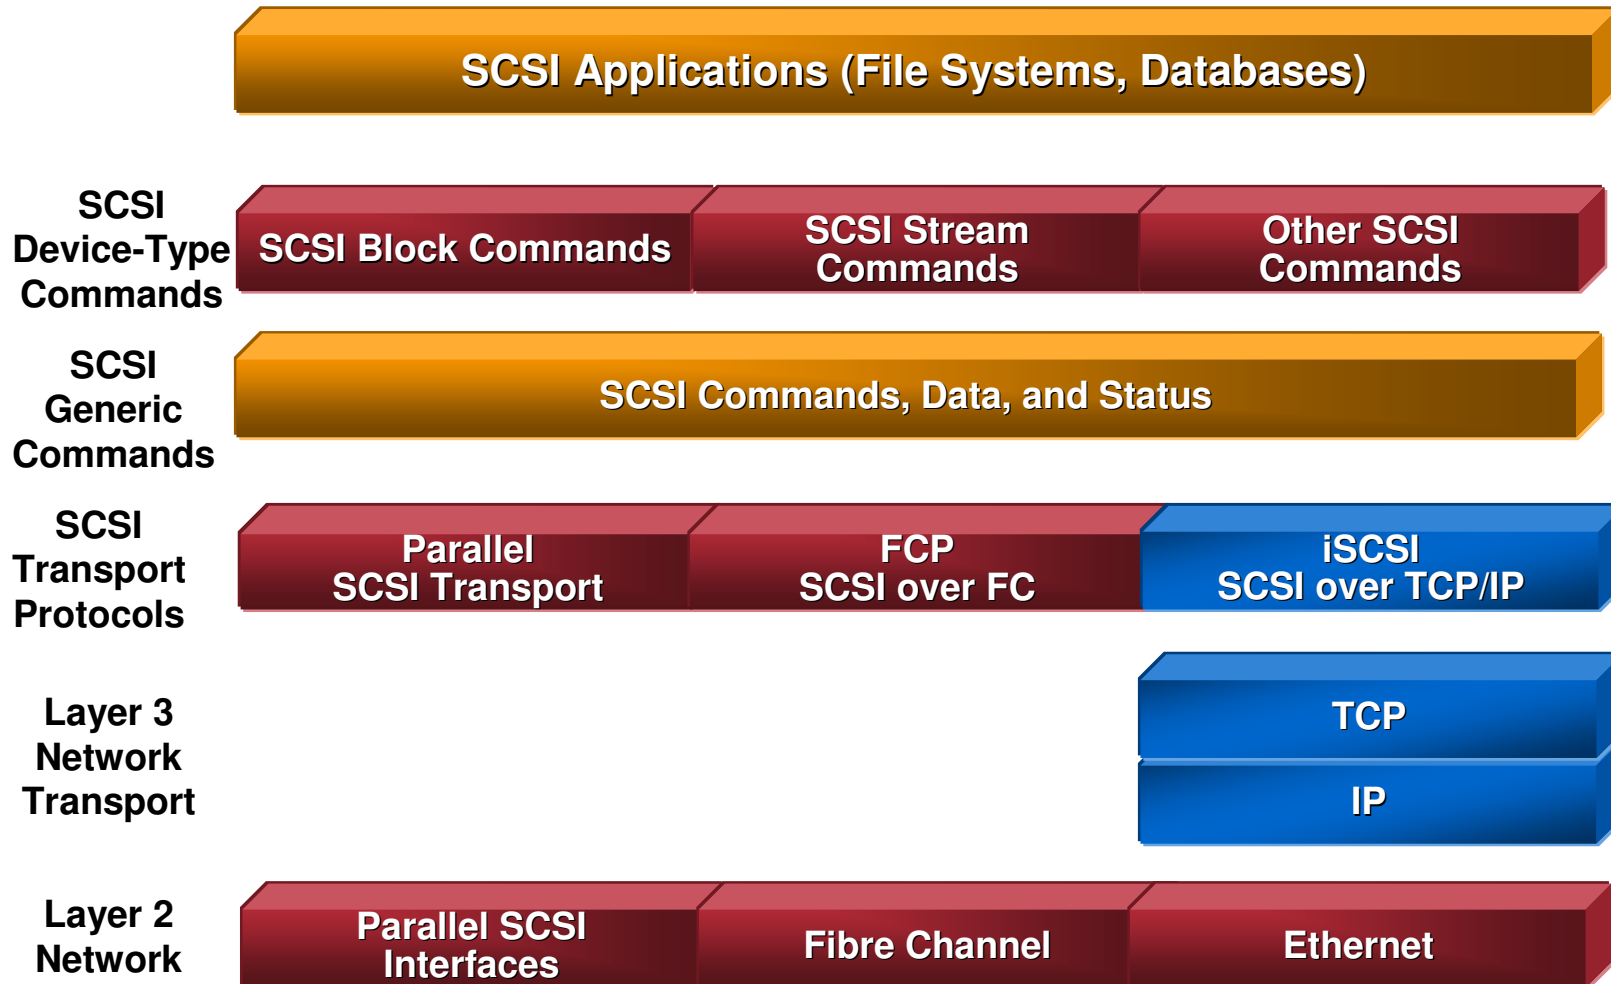 SCSI Applications (File Systems, Databases)
SCSI
Device-Type
Commands
SCSI Block Commands
SCSI Stream
Commands
Other SCSI
Commands
SCSI
Generic
Commands
SCSI Commands, Data, and Status
SCSI
Transport
Protocols
Parallel
SCSI Transport
FCP
SCSI over FC
iSCSI
SCSI over TCP/IP
Layer 3
Network
Transport
TCP
IP
Layer 2
Network
Parallel SCSI
Interfaces
Fibre Channel
Ethernet